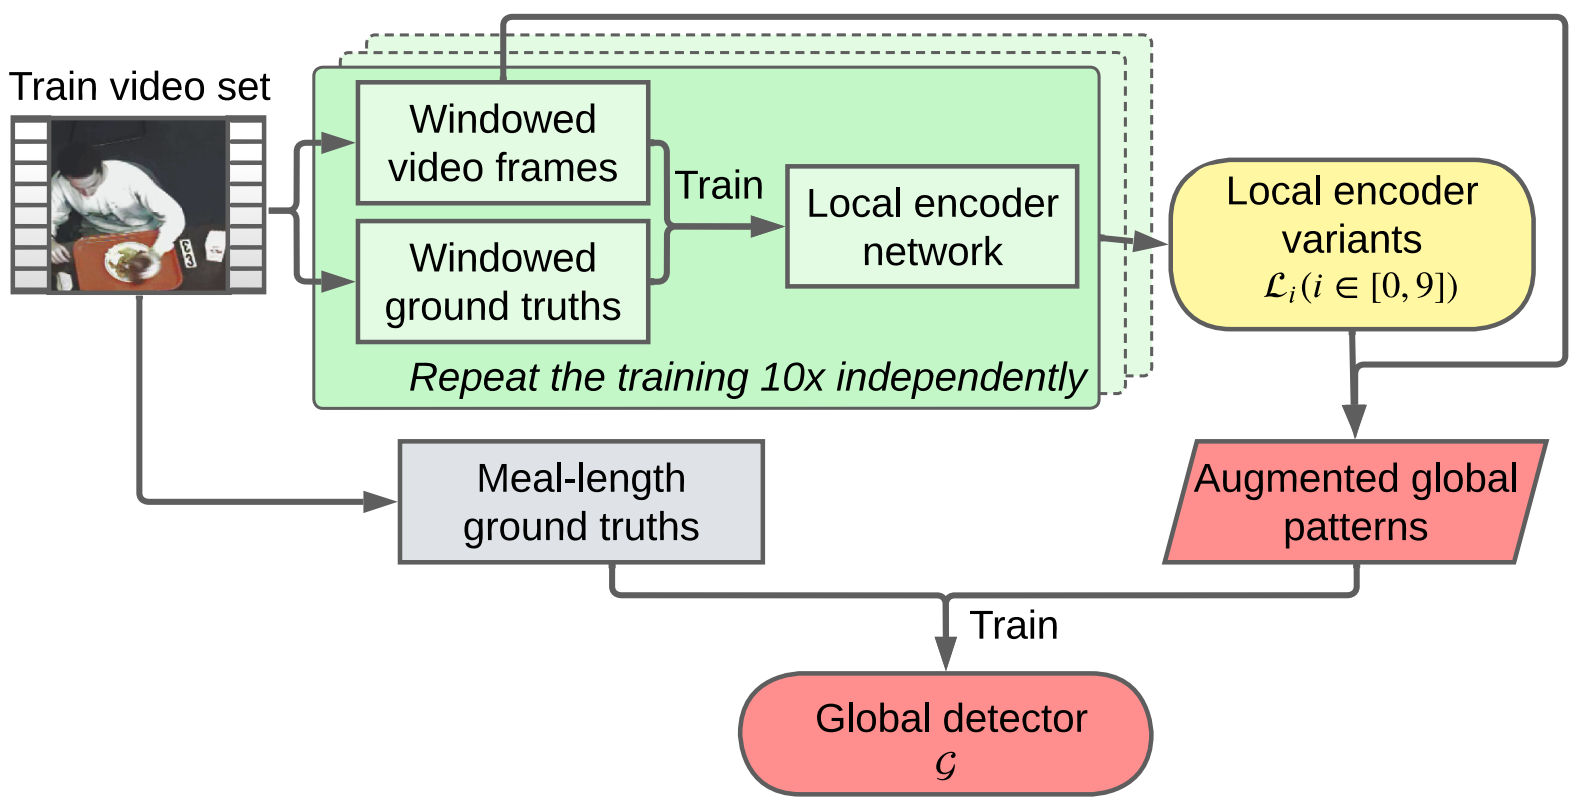 Train video set
Windowed
video frames
Train
Windowed
ground truths
Local encoder
network
Repeat the training 10x independently
Local encoder
variants
ℒᵢ(i ∈ [0, 9])
Meal-length
ground truths
Augmented global
patterns
Train
Global detector
𝒢